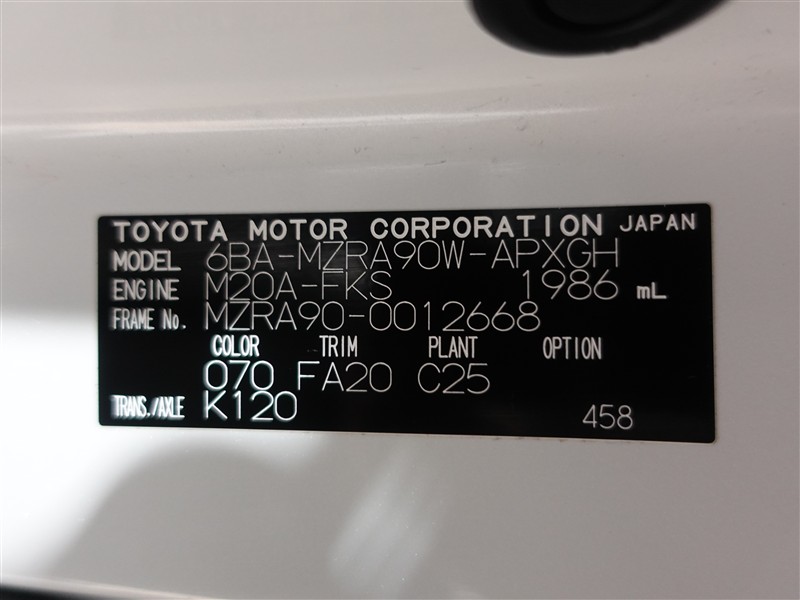 TOYOTA MOTOR CORPORATION JAPAN
MODEL 6BA-MZRA90W-APXGH
ENGINE M20A-FKS 1986 mL
FRAME No. MZRA90-0012668
COLOR TRIM PLANT OPTION
070 FA20 C25
TRANS./AXLE K120 458